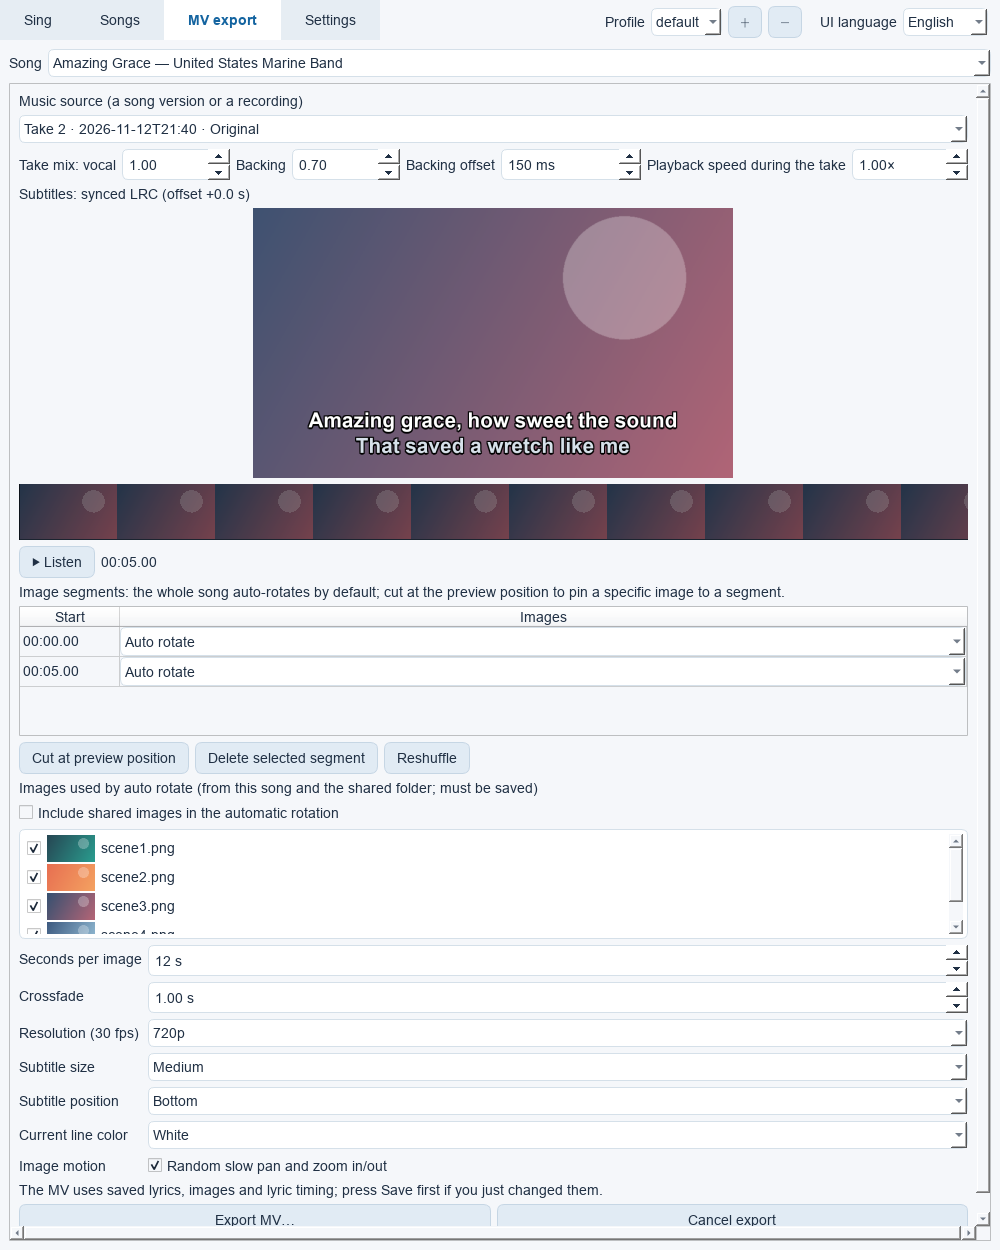 Sing Songs MV export Settings Profile default + − UI language English
Song Amazing Grace — United States Marine Band
Music source (a song version or a recording)
Take 2 · 2026-11-12T21:40 · Original
Take mix: vocal 1.00 Backing 0.70 Backing offset 150 ms Playback speed during the take 1.00×
Subtitles: synced LRC (offset +0.0 s)
Amazing grace, how sweet the sound
That saved a wretch like me
Listen 00:05.00
Image segments: the whole song auto-rotates by default; cut at the preview position to pin a specific image to a segment.
Start Images
00:00.00 Auto rotate
00:05.00 Auto rotate
Cut at preview position Delete selected segment Reshuffle
Images used by auto rotate (from this song and the shared folder; must be saved)
Include shared images in the automatic rotation
scene1.png
scene2.png
scene3.png
Seconds per image 12 s
Crossfade 1.00 s
Resolution (30 fps) 720p
Subtitle size Medium
Subtitle position Bottom
Current line color White
Image motion Random slow pan and zoom in/out
The MV uses saved lyrics, images and lyric timing; press Save first if you just changed them.
Export MV... Cancel export